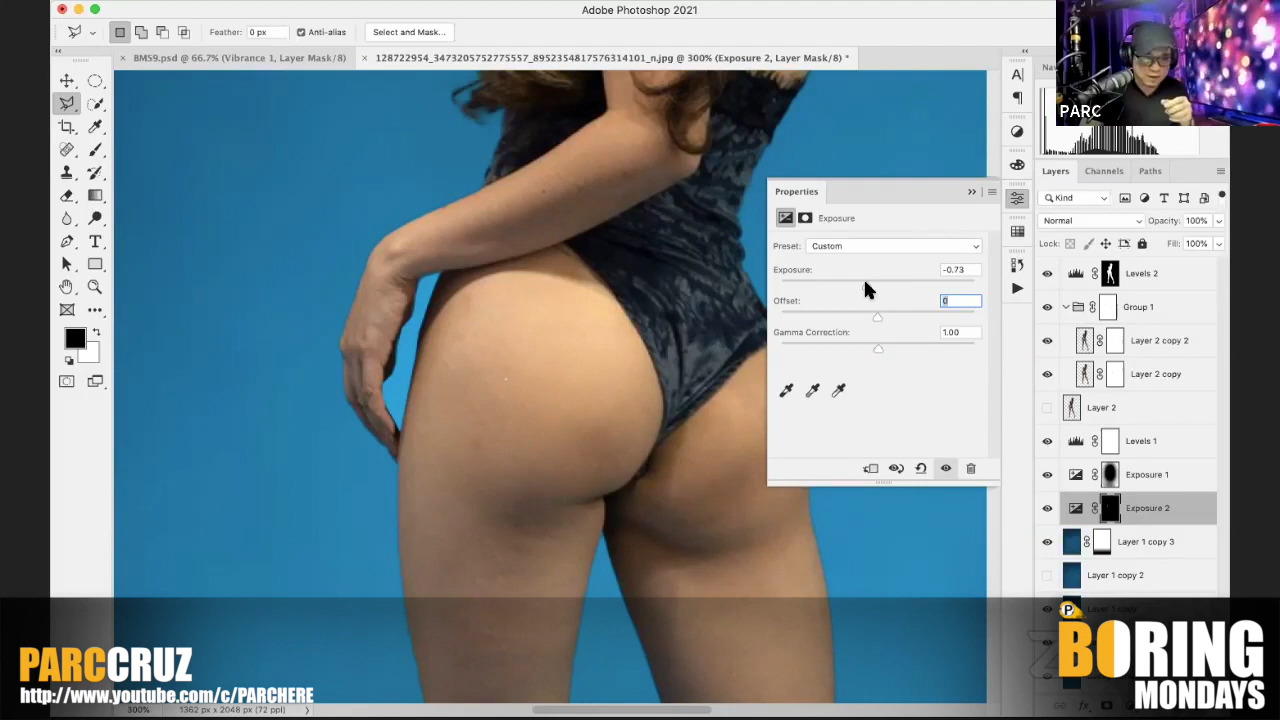 Adobe Photoshop 2021
Feather: 0 px Anti-alias Select and Mask...
BM59.psd @ 66.7% (Vibrance 1, Layer Mask/8)
128722954_3473205752775557_8952354817576314101_n.jpg @ 300% (Exposure 2, Layer Mask/8) *
PARC
Properties
Exposure
Preset: Custom
Exposure: -0.73
Offset: 0
Gamma Correction: 1.00
Layers Channels Paths
Kind
Normal Opacity: 100%
Lock: Fill: 100%
Levels 2
Group 1
Layer 2 copy 2
Layer 2 copy
Layer 2
Levels 1
Exposure 1
Exposure 2
Layer 1 copy 3
Layer 1 copy 2
Layer 1 copy
PARCCRUZ
http://www.youtube.com/c/PARCHERE
BORING
MONDAYS
300% 1362 px x 2048 px (72 ppi)